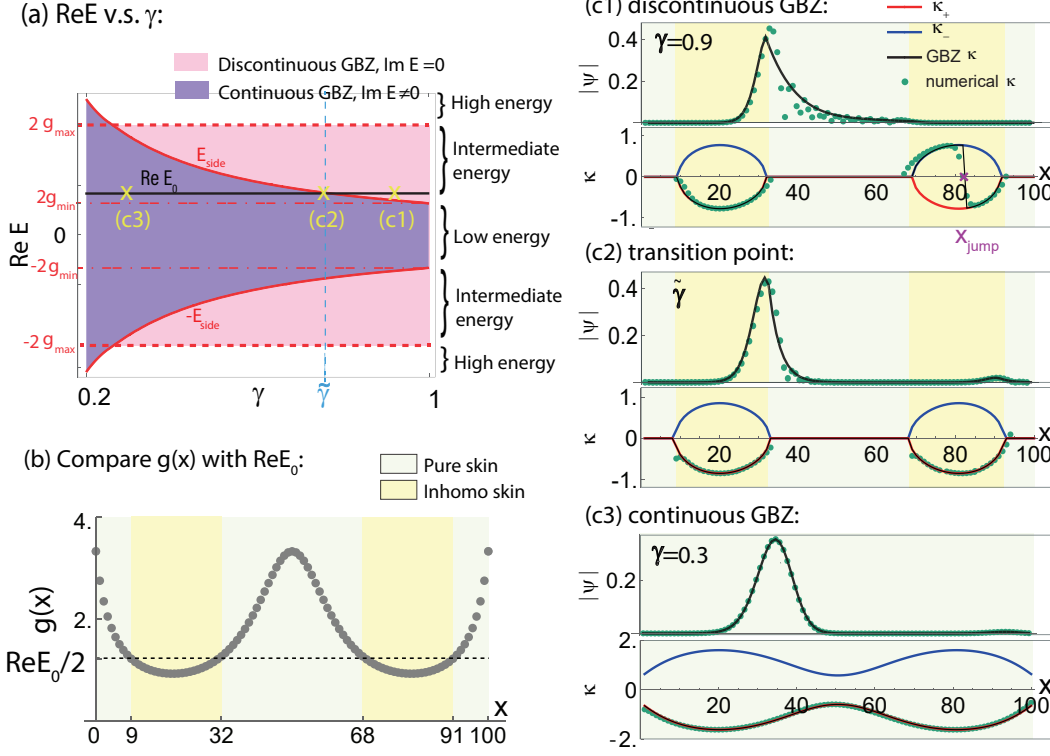 (a) ReE v.s. γ:
Discontinuous GBZ, Im E = 0
Continuous GBZ, Im E ≠ 0
High energy
2 g_max
E_side
Intermediate energy
Re E_0
2 g_min
(c3)
(c2)
(c1)
Re E
0
Low energy
-2 g_min
-E_side
Intermediate energy
-2 g_max
High energy
0.2
γ
γ̃
1
(b) Compare g(x) with ReE_0:
Pure skin
Inhomo skin
4.
g(x)
2.
ReE_0/2
x
0 9 32 68 91 100
(c1) discontinuous GBZ:
κ_+
κ_-
GBZ κ
numerical κ
γ=0.9
|ψ|
0.4
0.2
1
κ
0
-1.
20 40 60 80 100
x
x_jump
(c2) transition point:
γ̃
|ψ|
0.4
0.2
1.
κ
0
-1.
20 40 60 80 100
x
(c3) continuous GBZ:
γ=0.3
|ψ|
0.2
2.
κ
0
-2.
20 40 60 80 100
x